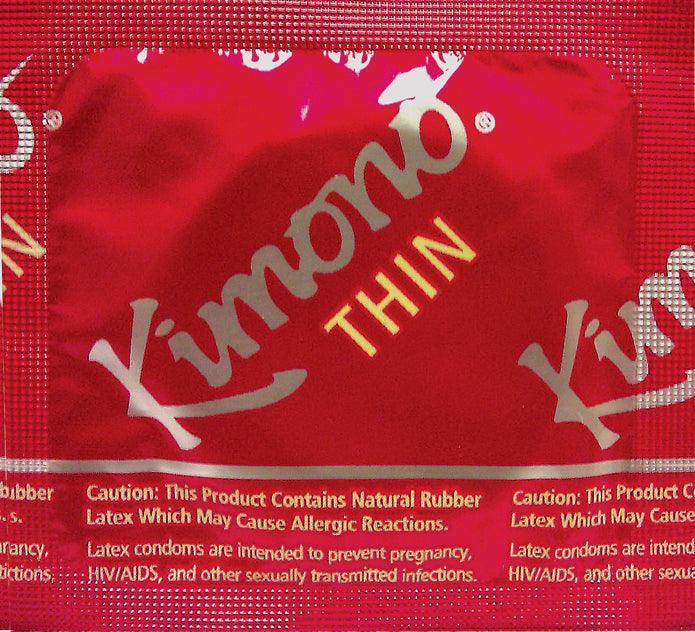 Kimono®
THIN
Kim
bubber Caution: This Product Contains Natural Rubber Caution: This Product C
s. Latex Which May Cause Allergic Reactions. Latex Which May Cause
Latex condoms are intended to prevent pregnancy, Latex condoms are intend
HIV/AIDS, and other sexually transmitted infections. HIV/AIDS, and other sexua